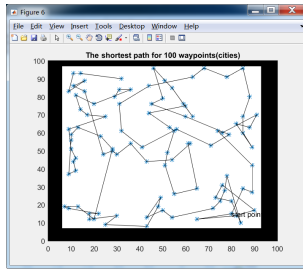 Figure 6
File Edit View Insert Tools Desktop Window Help
The shortest path for 100 waypoints(cities)
100
90
80
70
60
50
40
30
20
10
0
start poin
0 10 20 30 40 50 60 70 80 90 100